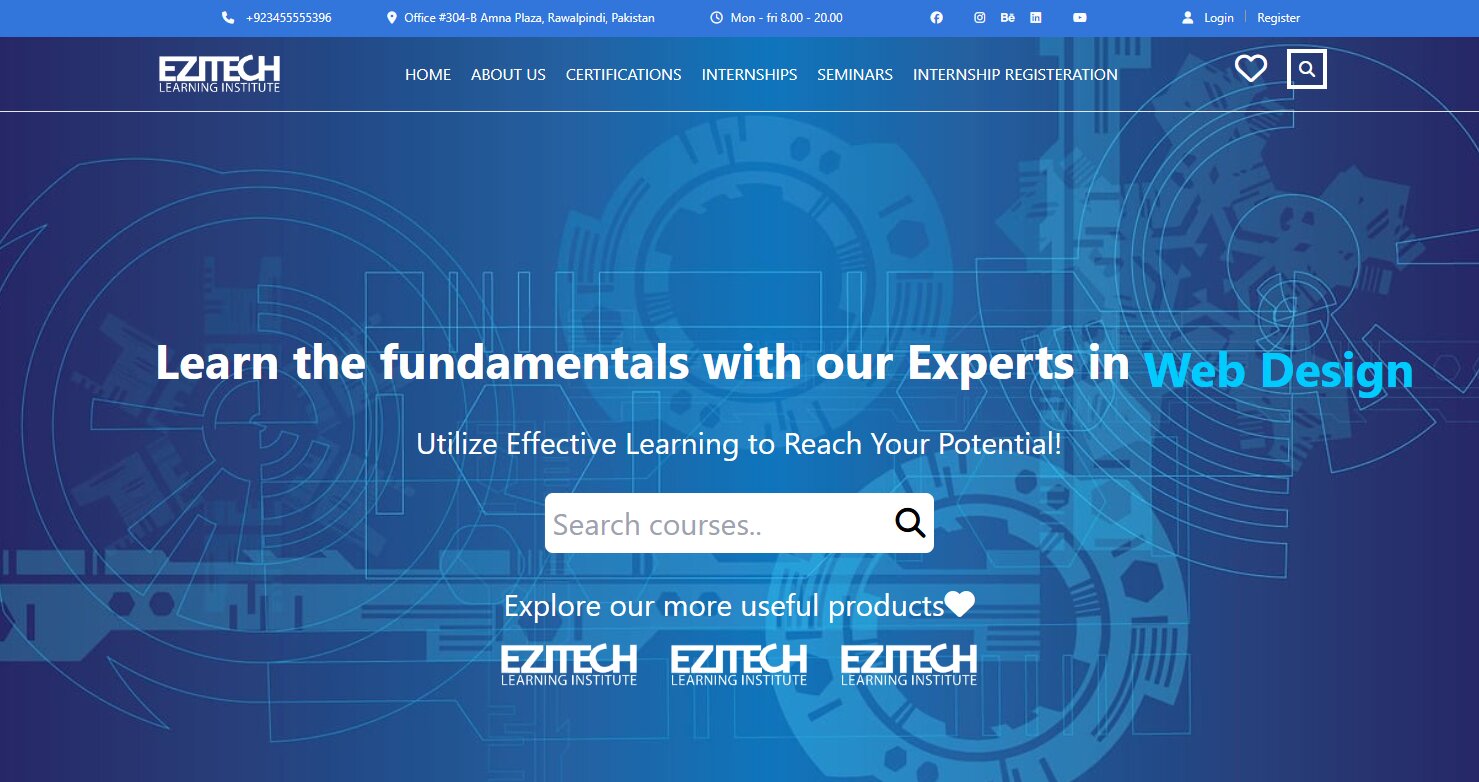 +923455555396 Office #304-B Amna Plaza, Rawalpindi, Pakistan Mon - fri 8.00 - 20.00 Bē Login Register
EZITECH
LEARNING INSTITUTE
HOME ABOUT US CERTIFICATIONS INTERNSHIPS SEMINARS INTERNSHIP REGISTERATION
Learn the fundamentals with our Experts in Web Design
Utilize Effective Learning to Reach Your Potential!
Search courses..
Explore our more useful products
EZITECH EZITECH EZITECH
LEARNING INSTITUTE LEARNING INSTITUTE LEARNING INSTITUTE